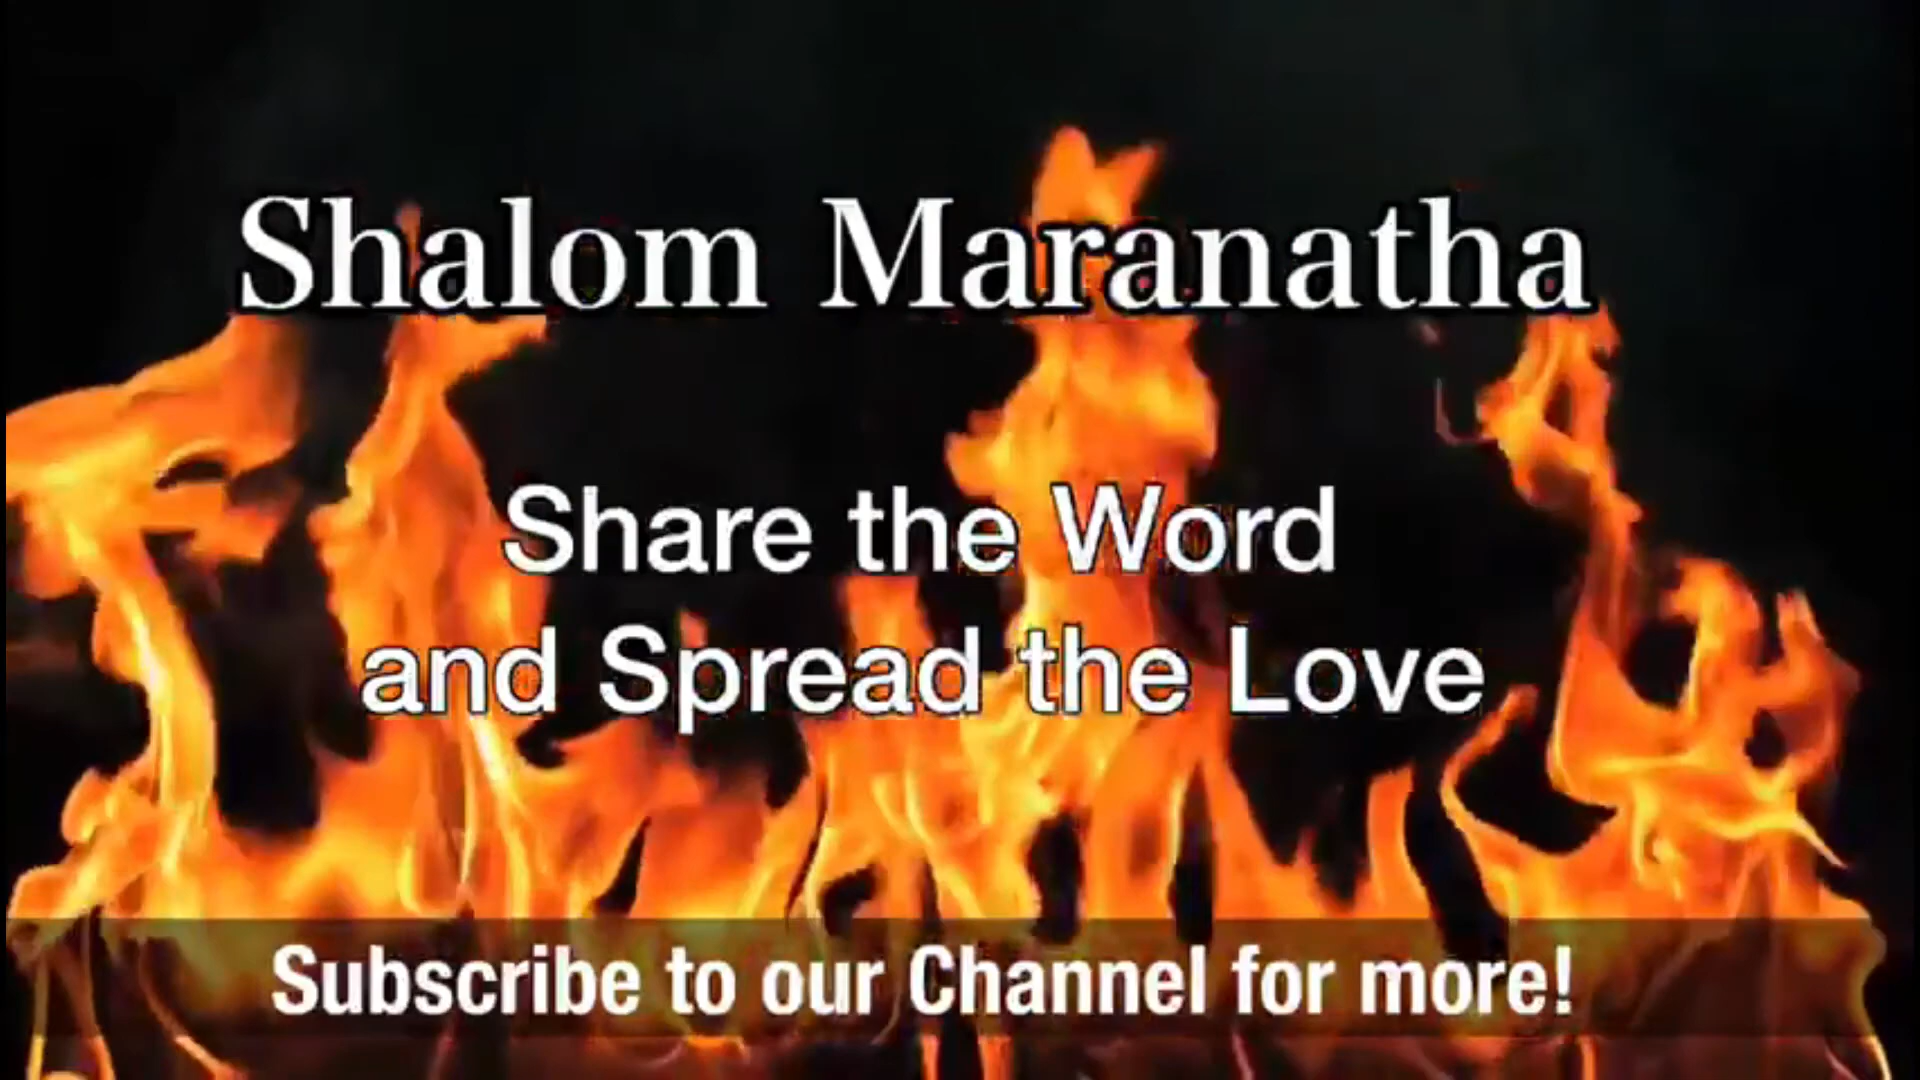 Shalom Maranatha
Share the Word
and Spread the Love
Subscribe to our Channel for more!